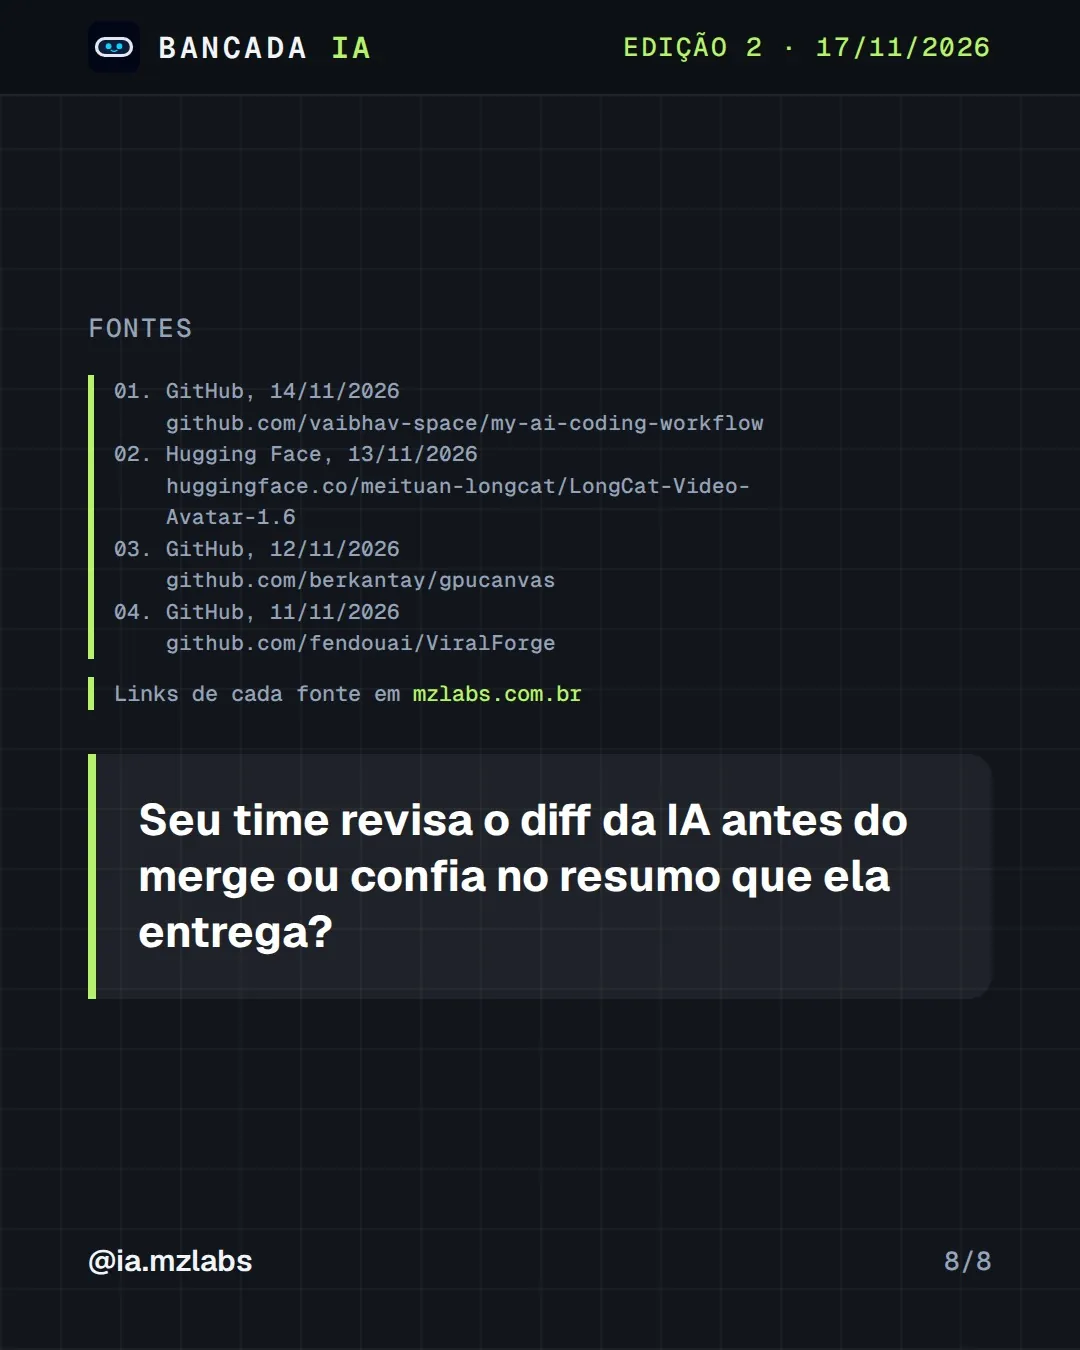 BANCADA IA
EDIÇÃO 2 · 17/11/2026
FONTES
01. GitHub, 14/11/2026
github.com/vaibhav-space/my-ai-coding-workflow
02. Hugging Face, 13/11/2026
huggingface.co/meituan-longcat/LongCat-Video-
Avatar-1.6
03. GitHub, 12/11/2026
github.com/berkantay/gpucanvas
04. GitHub, 11/11/2026
github.com/fendouai/ViralForge
Links de cada fonte em mzlabs.com.br
Seu time revisa o diff da IA antes do
merge ou confia no resumo que ela
entrega?
@ia.mzlabs
8/8